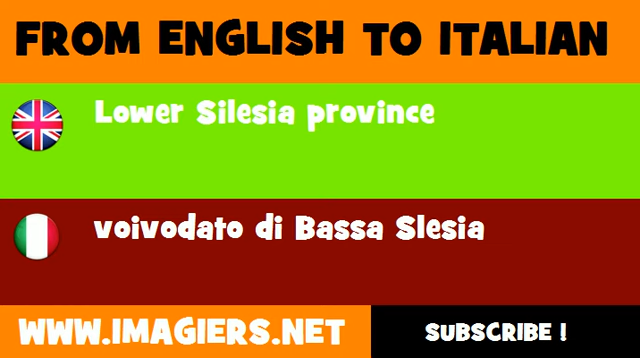 FROM ENGLISH TO ITALIAN
Lower Silesia province
voivodato di Bassa Slesia
WWW.IMAGIERS.NET
SUBSCRIBE !